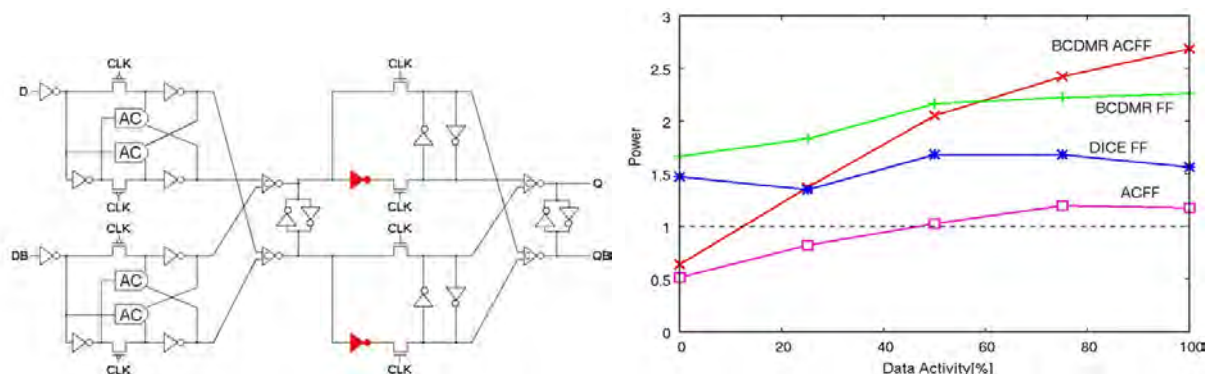 CLK
CLK
D
AC
AC
CLK
CLK
Q
CLK
CLK
DB
QB
AC
AC
CLK
CLK
Power
3
2.5
2
1.5
1
0.5
0
BCDMR ACFF
BCDMR FF
DICE FF
ACFF
0 20 40 60 80 100
Data Activity[%]